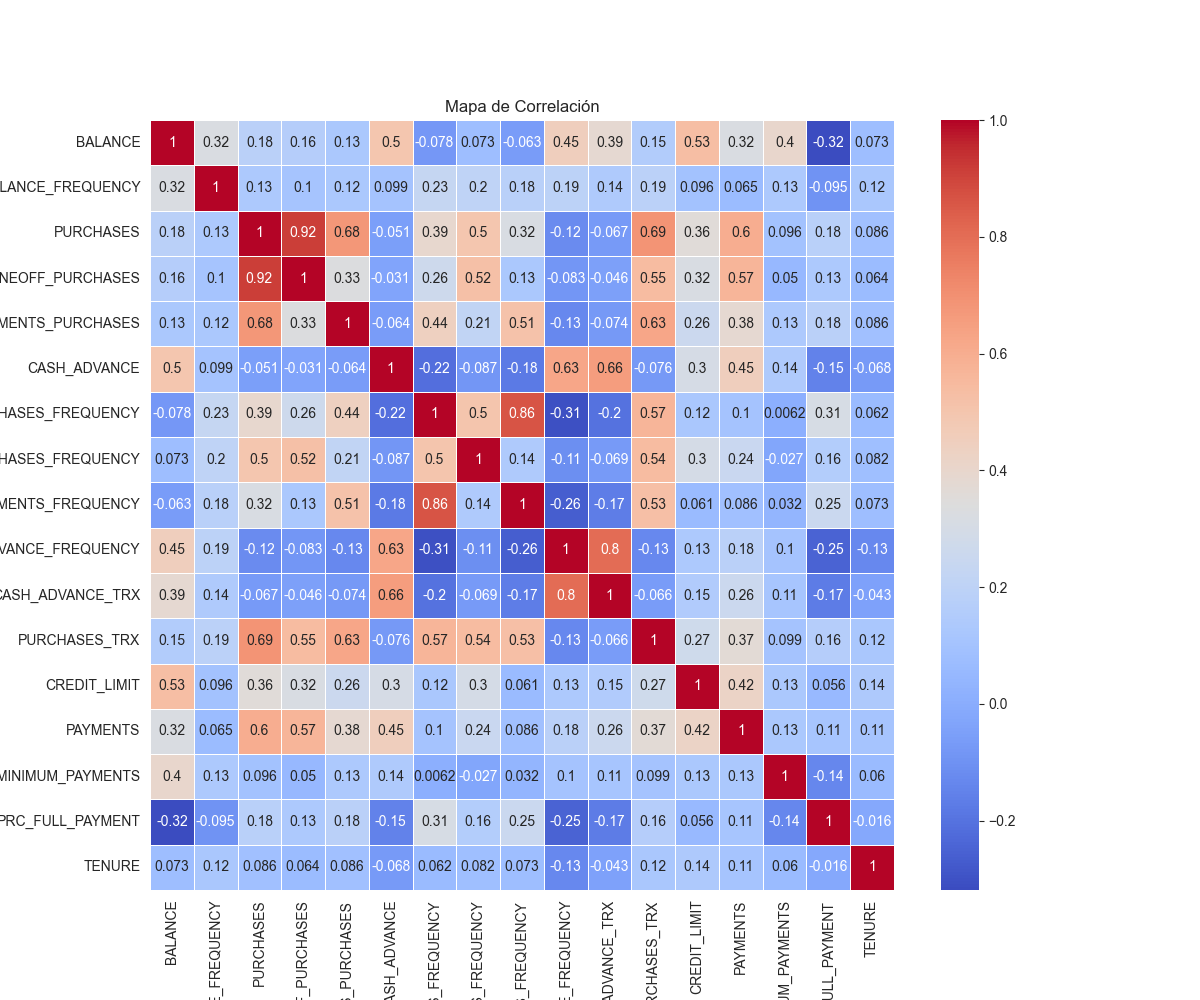 Mapa de Correlación
BALANCE 1 0.32 0.18 0.16 0.13 0.5 -0.078 0.073 -0.063 0.45 0.39 0.15 0.53 0.32 0.4 -0.32 0.073
LANCE_FREQUENCY 0.32 1 0.13 0.1 0.12 0.099 0.23 0.2 0.18 0.19 0.14 0.19 0.096 0.065 0.13 -0.095 0.12
PURCHASES 0.18 0.13 1 0.92 0.68 -0.051 0.39 0.5 0.32 -0.12 -0.067 0.69 0.36 0.6 0.096 0.18 0.086
NEOFF_PURCHASES 0.16 0.1 0.92 1 0.33 -0.031 0.26 0.52 0.13 -0.083 -0.046 0.55 0.32 0.57 0.05 0.13 0.064
MENTS_PURCHASES 0.13 0.12 0.68 0.33 1 -0.064 0.44 0.21 0.51 -0.13 -0.074 0.63 0.26 0.38 0.13 0.18 0.086
CASH_ADVANCE 0.5 0.099 -0.051 -0.031 -0.064 1 -0.22 -0.087 -0.18 0.63 0.66 -0.076 0.3 0.45 0.14 -0.15 -0.068
HASES_FREQUENCY -0.078 0.23 0.39 0.26 0.44 -0.22 1 0.5 0.86 -0.31 -0.2 0.57 0.12 0.1 0.0062 0.31 0.062
HASES_FREQUENCY 0.073 0.2 0.5 0.52 0.21 -0.087 0.5 1 0.14 -0.11 -0.069 0.54 0.3 0.24 -0.027 0.16 0.082
MENTS_FREQUENCY -0.063 0.18 0.32 0.13 0.51 -0.18 0.86 0.14 1 -0.26 -0.17 0.53 0.061 0.086 0.032 0.25 0.073
VANCE_FREQUENCY 0.45 0.19 -0.12 -0.083 -0.13 0.63 -0.31 -0.11 -0.26 1 0.8 -0.13 0.13 0.18 0.1 -0.25 -0.13
CASH_ADVANCE_TRX 0.39 0.14 -0.067 -0.046 -0.074 0.66 -0.2 -0.069 -0.17 0.8 1 -0.066 0.15 0.26 0.11 -0.17 -0.043
PURCHASES_TRX 0.15 0.19 0.69 0.55 0.63 -0.076 0.57 0.54 0.53 -0.13 -0.066 1 0.27 0.37 0.099 0.16 0.12
CREDIT_LIMIT 0.53 0.096 0.36 0.32 0.26 0.3 0.12 0.3 0.061 0.13 0.15 0.27 1 0.42 0.13 0.056 0.14
PAYMENTS 0.32 0.065 0.6 0.57 0.38 0.45 0.1 0.24 0.086 0.18 0.26 0.37 0.42 1 0.13 0.11 0.11
MINIMUM_PAYMENTS 0.4 0.13 0.096 0.05 0.13 0.14 0.0062 -0.027 0.032 0.1 0.11 0.099 0.13 0.13 1 -0.14 0.06
PRC_FULL_PAYMENT -0.32 -0.095 0.18 0.13 0.18 -0.15 0.31 0.16 0.25 -0.25 -0.17 0.16 0.056 0.11 -0.14 1 -0.016
TENURE 0.073 0.12 0.086 0.064 0.086 -0.068 0.062 0.082 0.073 -0.13 -0.043 0.12 0.14 0.11 0.06 -0.016 1
BALANCE
E_FREQUENCY
PURCHASES
F_PURCHASES
S_PURCHASES
ASH_ADVANCE
S_FREQUENCY
S_FREQUENCY
S_FREQUENCY
E_FREQUENCY
ADVANCE_TRX
RCHASES_TRX
CREDIT_LIMIT
PAYMENTS
UM_PAYMENTS
ULL_PAYMENT
TENURE
1.0
0.8
0.6
0.4
0.2
0.0
−0.2